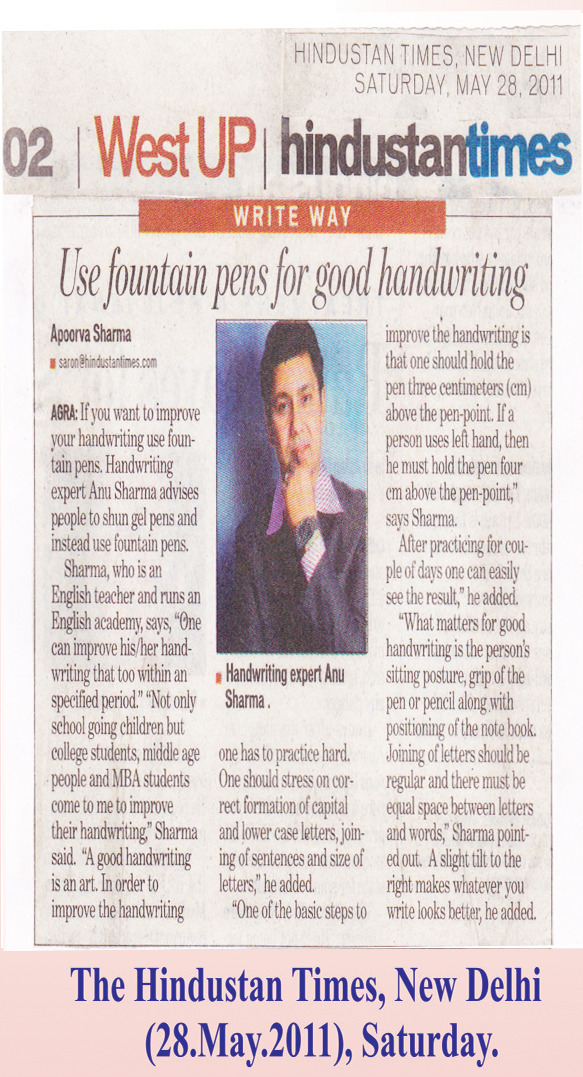 HINDUSTAN TIMES, NEW DELHI
SATURDAY, MAY 28, 2011
02 | West UP | hindustantimes
WRITE WAY
Use fountain pens for good handwriting
Apoorva Sharma
saron@hindustantimes.com
AGRA: If you want to improve
your handwriting use foun-
tain pens. Handwriting
expert Anu Sharma advises
people to shun gel pens and
instead use fountain pens.
Sharma, who is an
English teacher and runs an
English academy, says, “One
can improve his/her hand-
writing that too within an
specified period.” “Not only
school going children but
college students, middle age
people and MBA students
come to me to improve
their handwriting,” Sharma
said. “A good handwriting
is an art. In order to
improve the handwriting
Handwriting expert Anu
Sharma .
one has to practice hard.
One should stress on cor-
rect formation of capital
and lower case letters, join-
ing of sentences and size of
letters,” he added.
“One of the basic steps to
improve the handwriting is
that one should hold the
pen three centimeters (cm)
above the pen-point. If a
person uses left hand, then
he must hold the pen four
cm above the pen-point,”
says Sharma.
After practicing for cou-
ple of days one can easily
see the result,” he added.
“What matters for good
handwriting is the person's
sitting posture, grip of the
pen or pencil along with
positioning of the note book.
Joining of letters should be
regular and there must be
equal space between letters
and words,” Sharma point-
ed out. A slight tilt to the
right makes whatever you
write looks better, he added.
The Hindustan Times, New Delhi
(28.May.2011), Saturday.